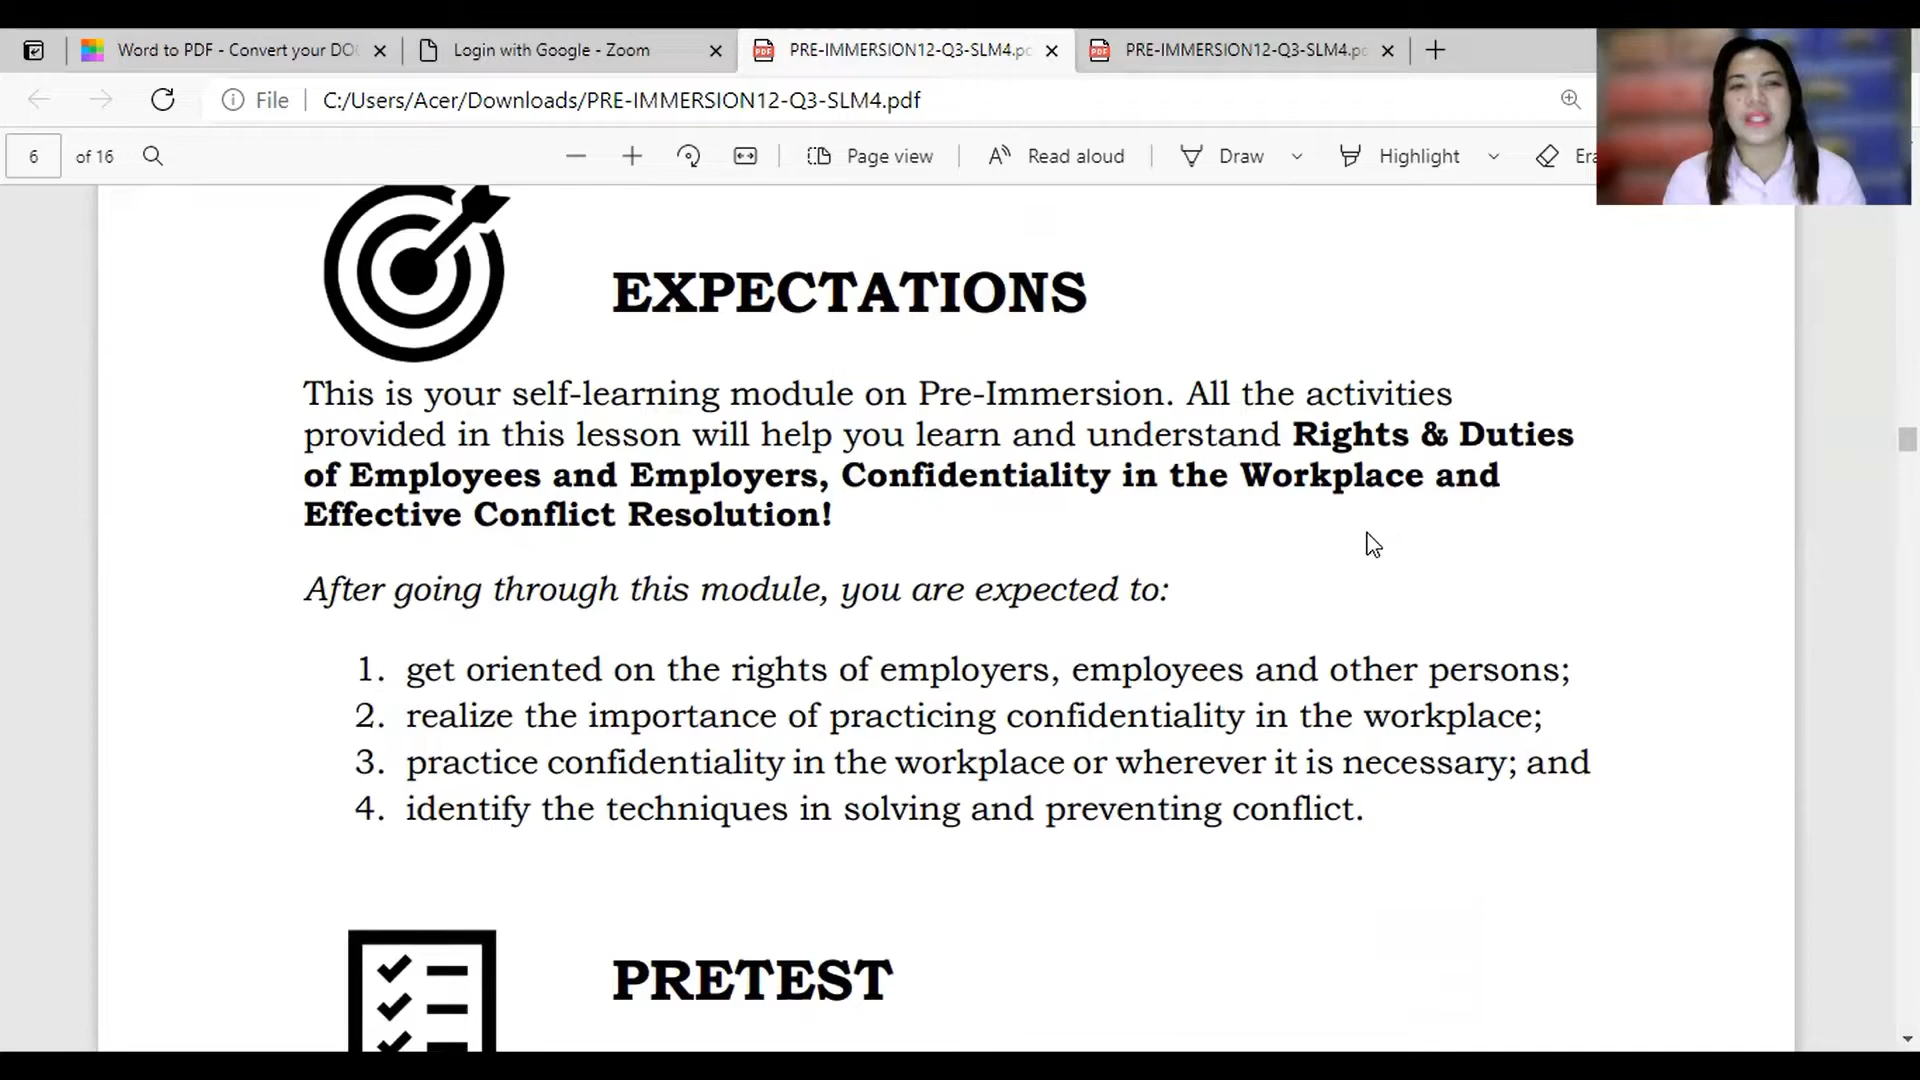 Word to PDF - Convert your DO
Login with Google - Zoom
PRE-IMMERSION12-Q3-SLM4.p
PRE-IMMERSION12-Q3-SLM4.p
File
C:/Users/Acer/Downloads/PRE-IMMERSION12-Q3-SLM4.pdf
6 of 16
Page view
Read aloud
Draw
Highlight
Era
EXPECTATIONS
This is your self-learning module on Pre-Immersion. All the activities
provided in this lesson will help you learn and understand Rights & Duties
of Employees and Employers, Confidentiality in the Workplace and
Effective Conflict Resolution!
After going through this module, you are expected to:
1. get oriented on the rights of employers, employees and other persons;
2. realize the importance of practicing confidentiality in the workplace;
3. practice confidentiality in the workplace or wherever it is necessary; and
4. identify the techniques in solving and preventing conflict.
PRETEST